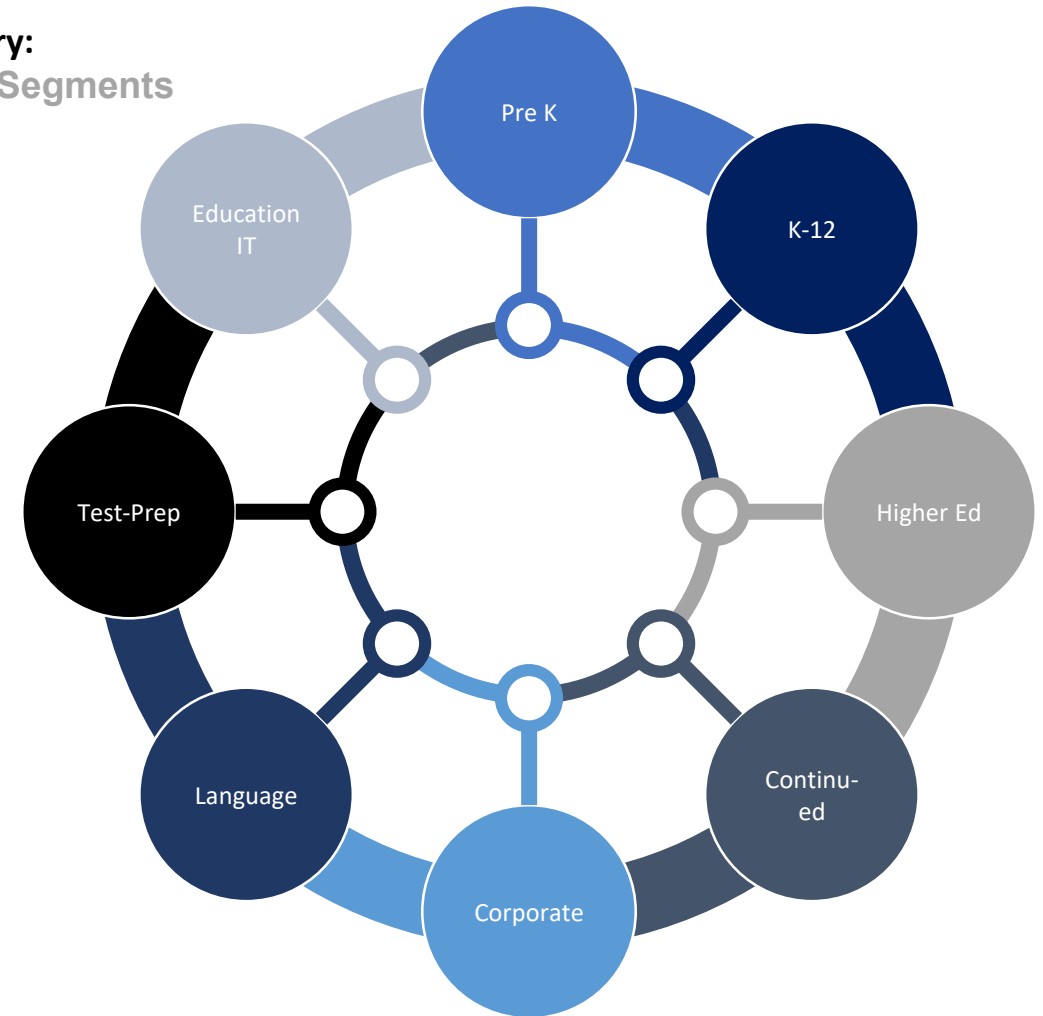 ry:
Segments
Pre K
Education
IT
K-12
Test-Prep
Higher Ed
Language
Continu-
ed
Corporate